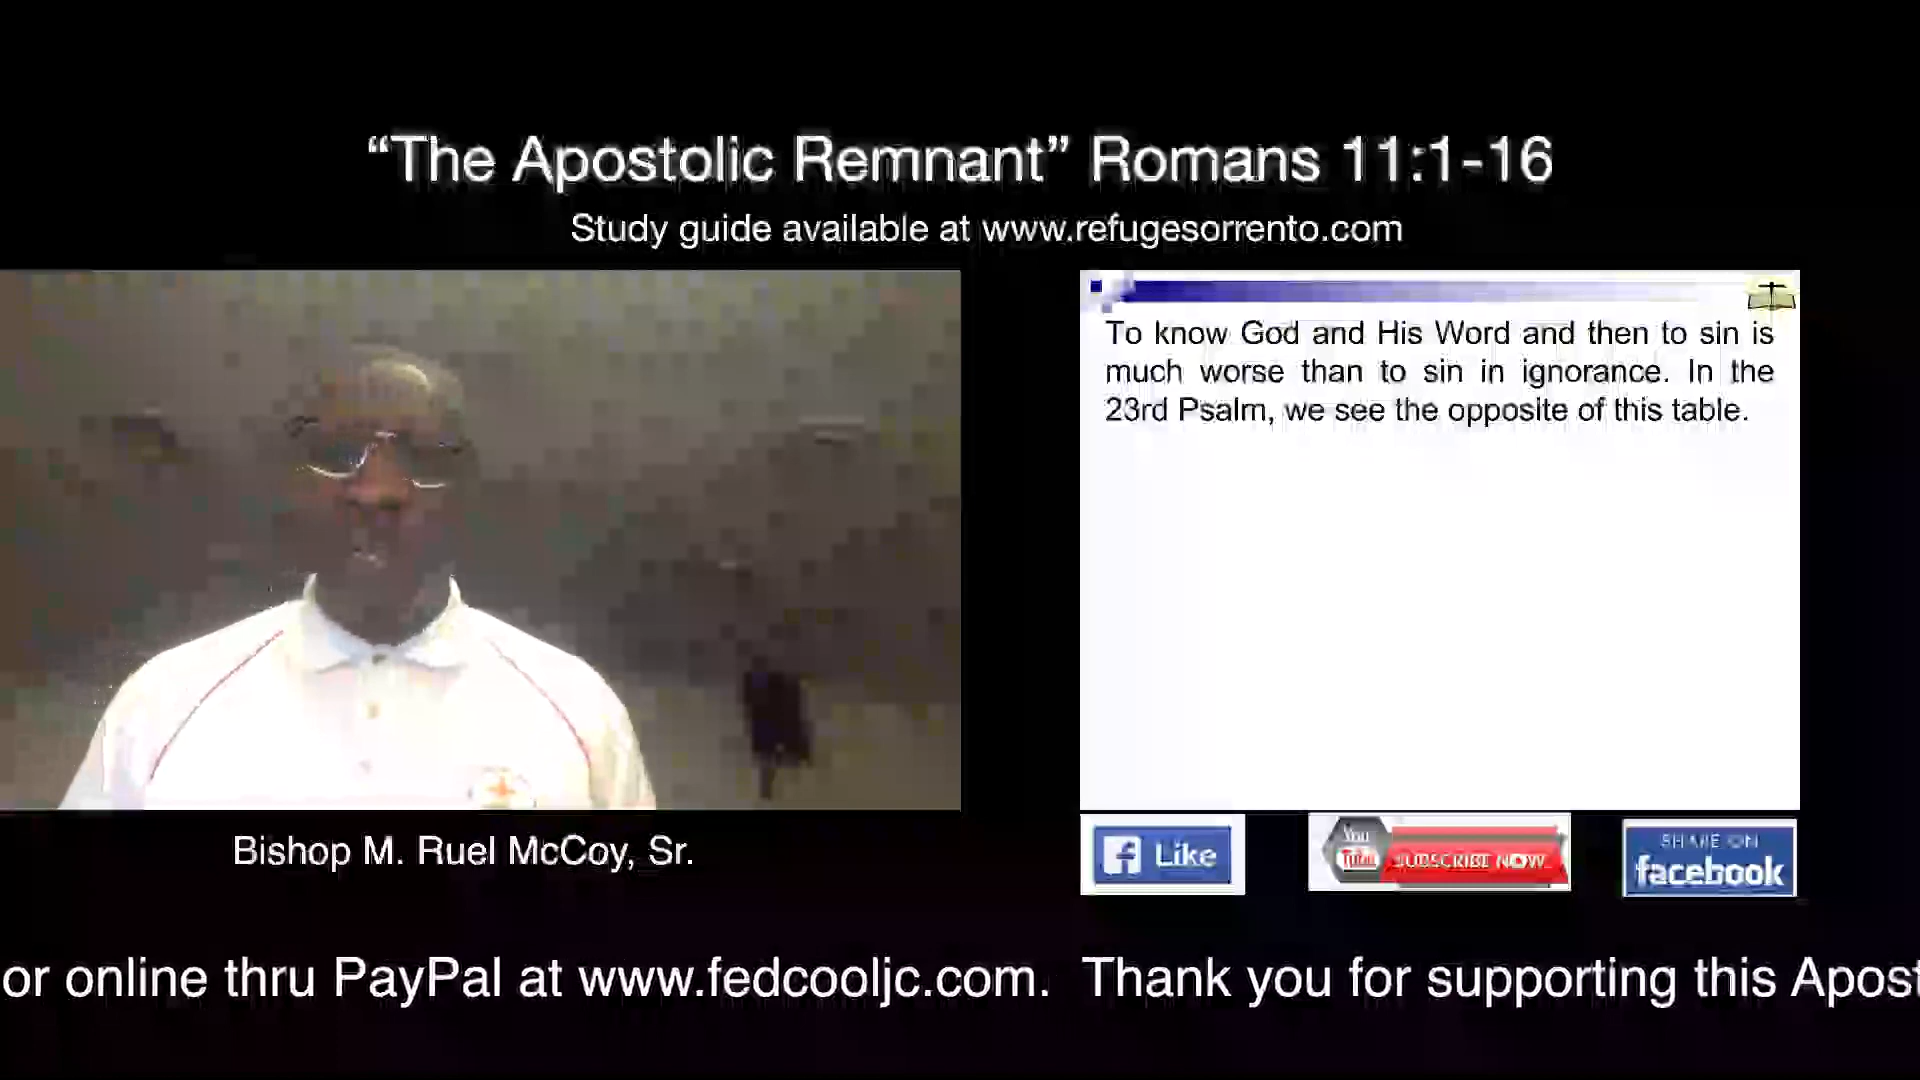 “The Apostolic Remnant” Romans 11:1-16
Study guide available at www.refugesorrento.com
To know God and His Word and then to sin is
much worse than to sin in ignorance. In the
23rd Psalm, we see the opposite of this table.
Bishop M. Ruel McCoy, Sr.
Like
You
Tube
SUBSCRIBE NOW
SHARE ON
facebook
or online thru PayPal at www.fedcooljc.com. Thank you for supporting this Apost